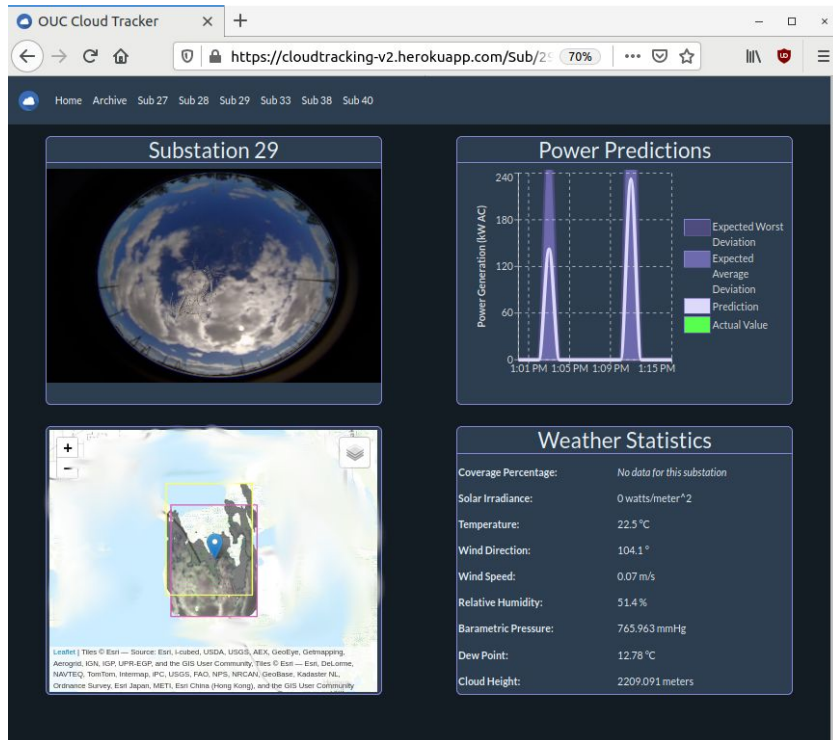 OUC Cloud Tracker
https://cloudtracking-v2.herokuapp.com/Sub/29
70%
Home Archive Sub 27 Sub 28 Sub 29 Sub 33 Sub 38 Sub 40
Substation 29
Power Predictions
240
180
120
60
0
Power Generation (kW AC)
1:01 PM 1:05 PM 1:09 PM 1:15 PM
Expected Worst
Deviation
Expected
Average
Deviation
Prediction
Actual Value
+
−
Leaflet | Tiles © Esri — Source: Esri, i-cubed, USDA, USGS, AEX, GeoEye, Getmapping,
Aerogrid, IGN, IGP, UPR-EGP, and the GIS User Community, Tiles © Esri — Esri, DeLorme,
NAVTEQ, TomTom, Intermap, iPC, USGS, FAO, NPS, NRCAN, GeoBase, Kadaster NL,
Ordnance Survey, Esri Japan, METI, Esri China (Hong Kong), and the GIS User Community
Weather Statistics
Coverage Percentage: No data for this substation
Solar Irradiance: 0 watts/meter^2
Temperature: 22.5 °C
Wind Direction: 104.1 °
Wind Speed: 0.07 m/s
Relative Humidity: 51.4 %
Barametric Pressure: 765.963 mmHg
Dew Point: 12.78 °C
Cloud Height: 2209.091 meters